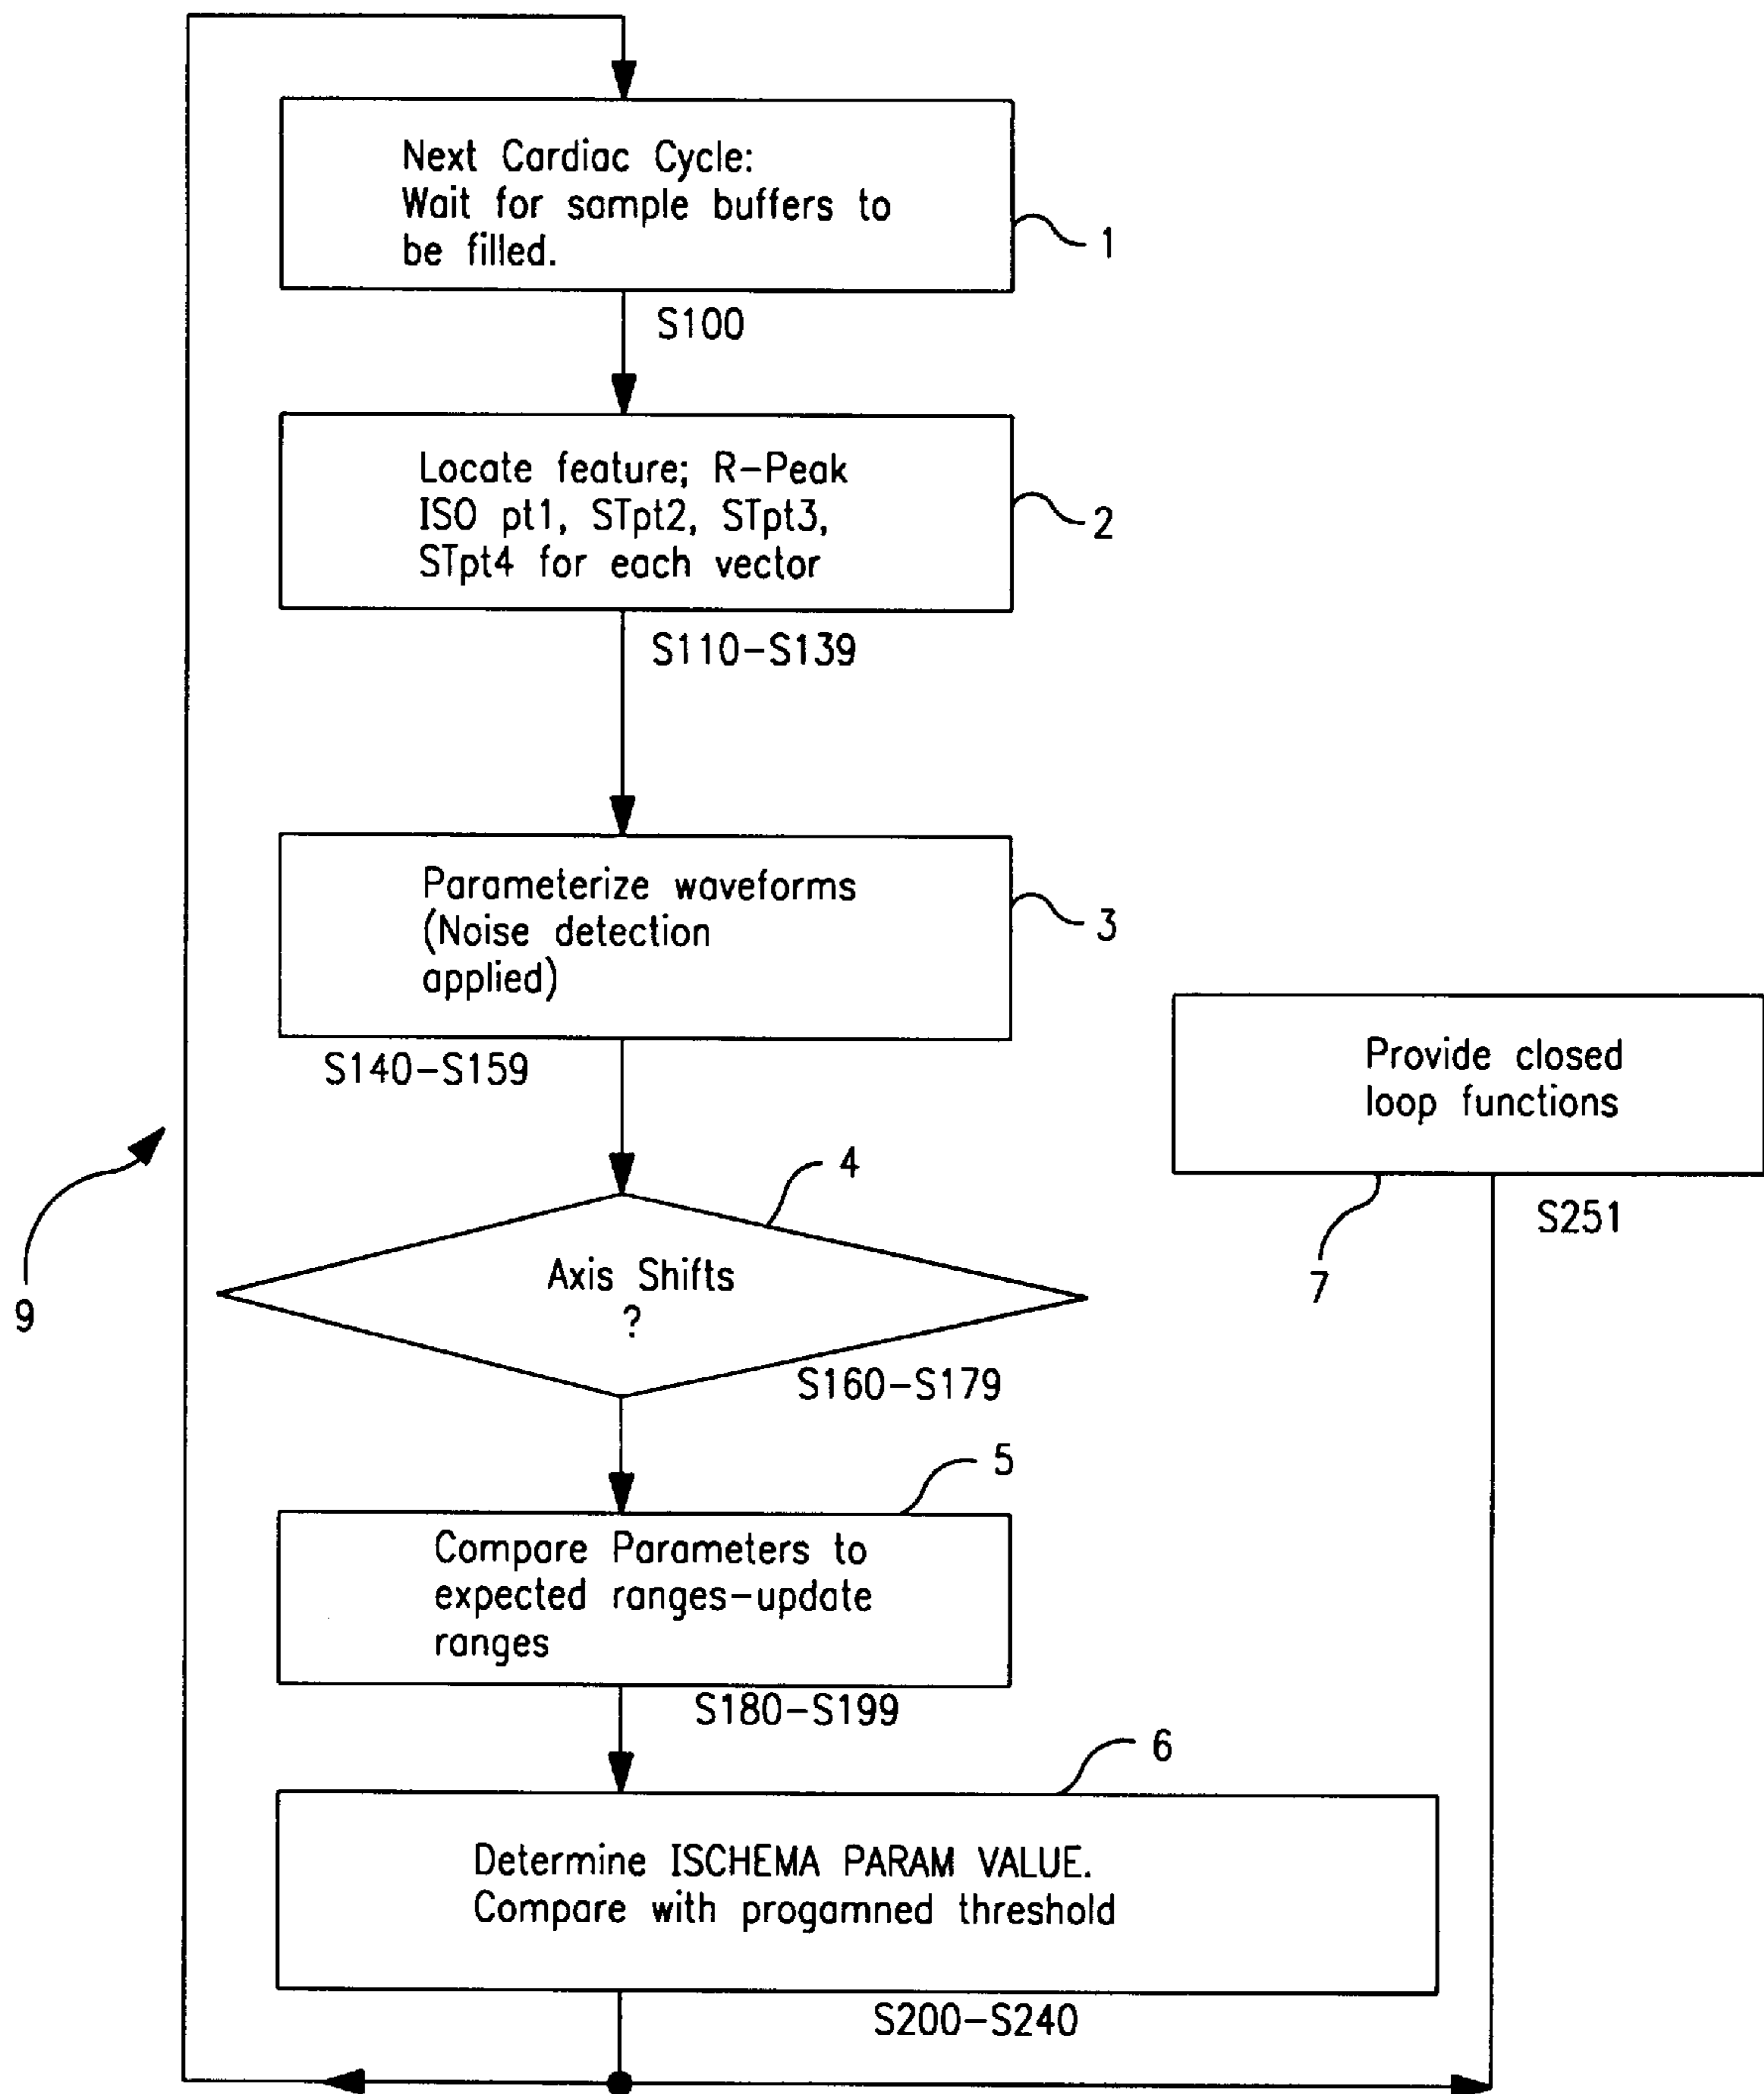 Next Cardiac Cycle:
Wait for sample buffers to
be filled.
1
S100
Locate feature; R-Peak
ISO pt1, STpt2, STpt3,
STpt4 for each vector
2
S110-S139
Parameterize waveforms
(Noise detection
applied)
3
S140-S159
Provide closed
loop functions
7
S251
4
Axis Shifts
?
S160-S179
9
5
Compare Parameters to
expected ranges-update
ranges
S180-S199
6
Determine ISCHEMA PARAM VALUE.
Compare with progamned threshold
S200-S240